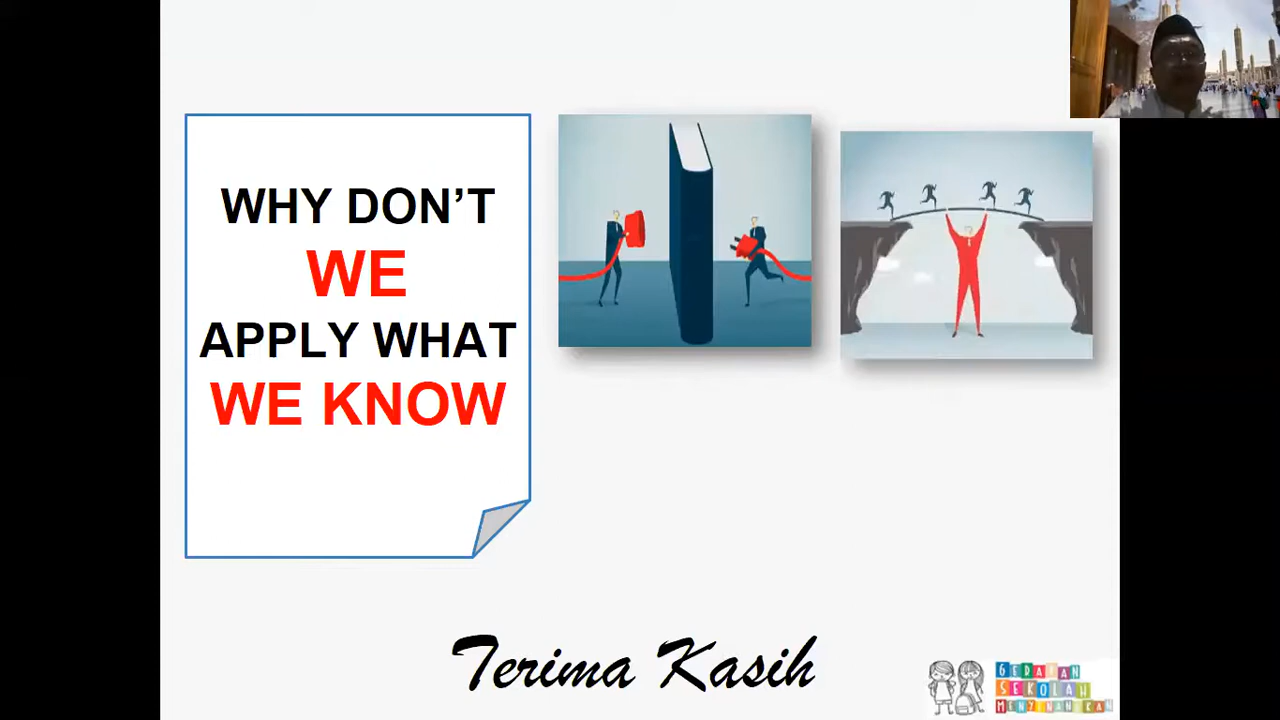 WHY DON'T
WE
APPLY WHAT
WE KNOW
Terima Kasih
GERAKAN
SEKOLAH
MENYENANGKAN